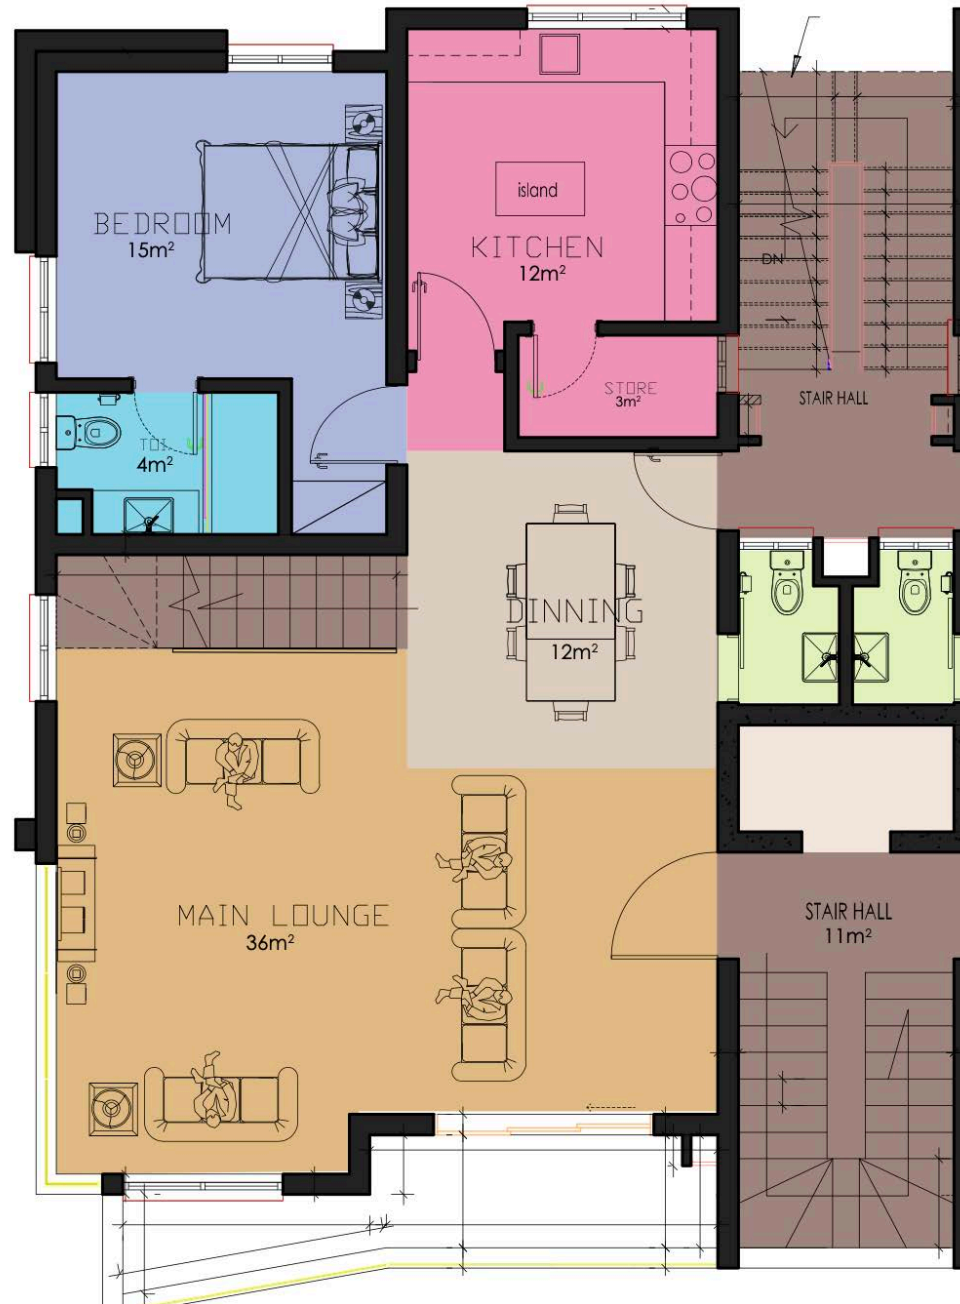 island
BEDROOM
15m²
KITCHEN
12m²
DN
STORE
3m²
STAIR HALL
TOI.
4m²
DINNING
12m²
MAIN LOUNGE
36m²
STAIR HALL
11m²